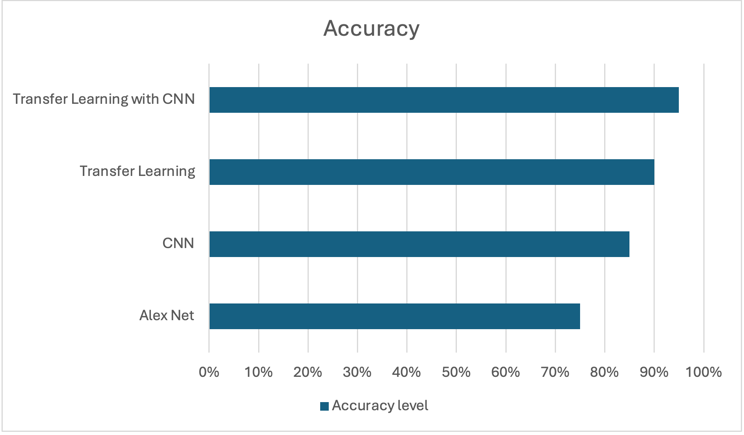 Accuracy
Transfer Learning with CNN
Transfer Learning
CNN
Alex Net
0% 10% 20% 30% 40% 50% 60% 70% 80% 90% 100%
Accuracy level